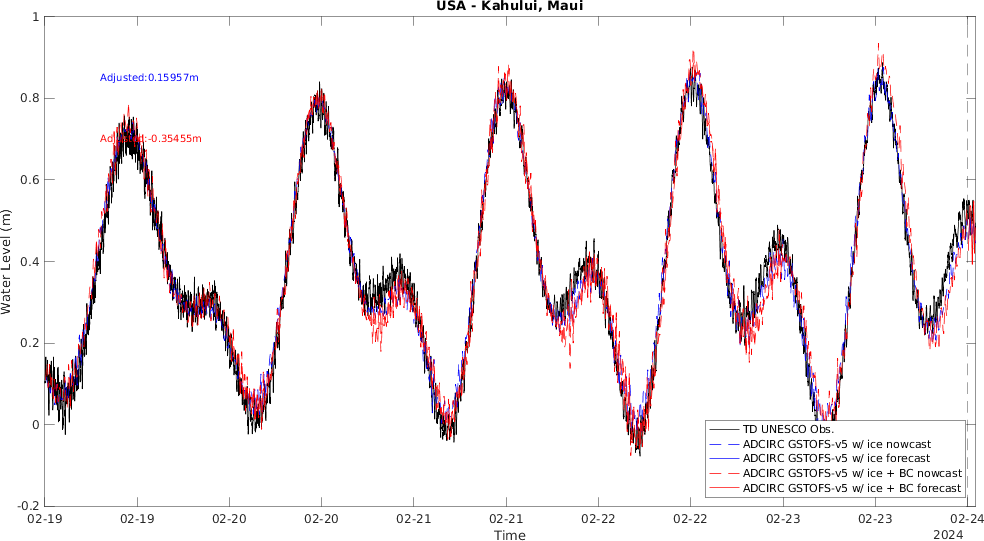 USA - Kahului, Maui
1
0.8
0.6
0.4
0.2
0
-0.2
Water Level (m)
Adjusted:0.15957m
Adjusted:-0.35455m
TD UNESCO Obs.
ADCIRC GSTOFS-v5 w/ ice nowcast
ADCIRC GSTOFS-v5 w/ ice forecast
ADCIRC GSTOFS-v5 w/ ice + BC nowcast
ADCIRC GSTOFS-v5 w/ ice + BC forecast
02-19 02-19 02-20 02-20 02-21 02-21 02-22 02-22 02-23 02-23 02-24
Time
2024